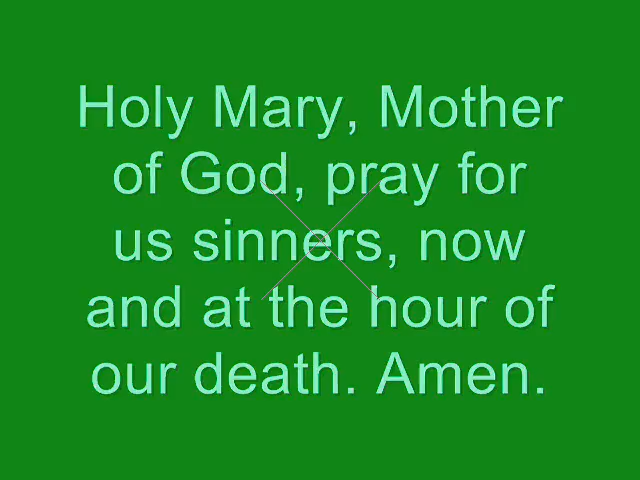 Holy Mary, Mother
of God, pray for
us sinners, now
and at the hour of
our death. Amen.